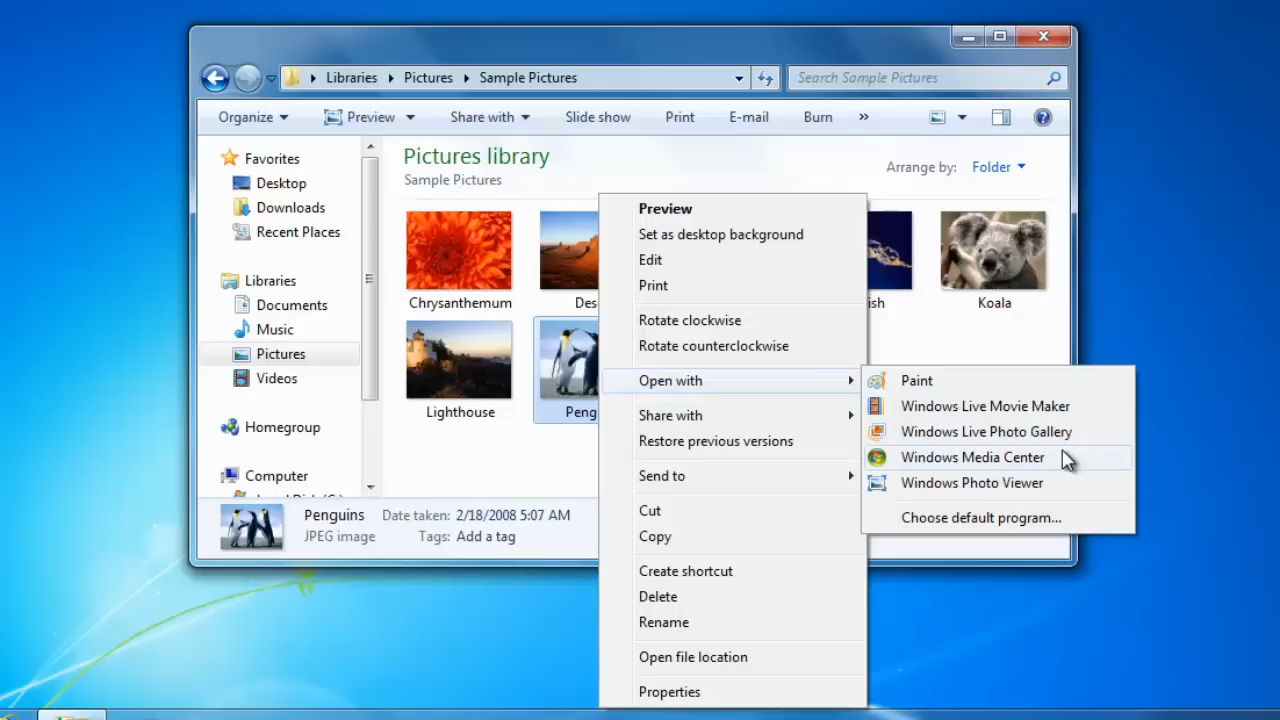 Libraries Pictures Sample Pictures
Search Sample Pictures
Organize Preview Share with Slide show Print E-mail Burn »
Favorites
Desktop
Downloads
Recent Places
Libraries
Documents
Music
Pictures
Videos
Homegroup
Computer
Pictures library
Sample Pictures
Arrange by: Folder
Chrysanthemum
Des
ish
Koala
Lighthouse
Peng
Preview
Set as desktop background
Edit
Print
Rotate clockwise
Rotate counterclockwise
Open with
Share with
Restore previous versions
Send to
Cut
Copy
Create shortcut
Delete
Rename
Open file location
Properties
Paint
Windows Live Movie Maker
Windows Live Photo Gallery
Windows Media Center
Windows Photo Viewer
Choose default program...
Penguins Date taken: 2/18/2008 5:07 AM
JPEG image Tags: Add a tag